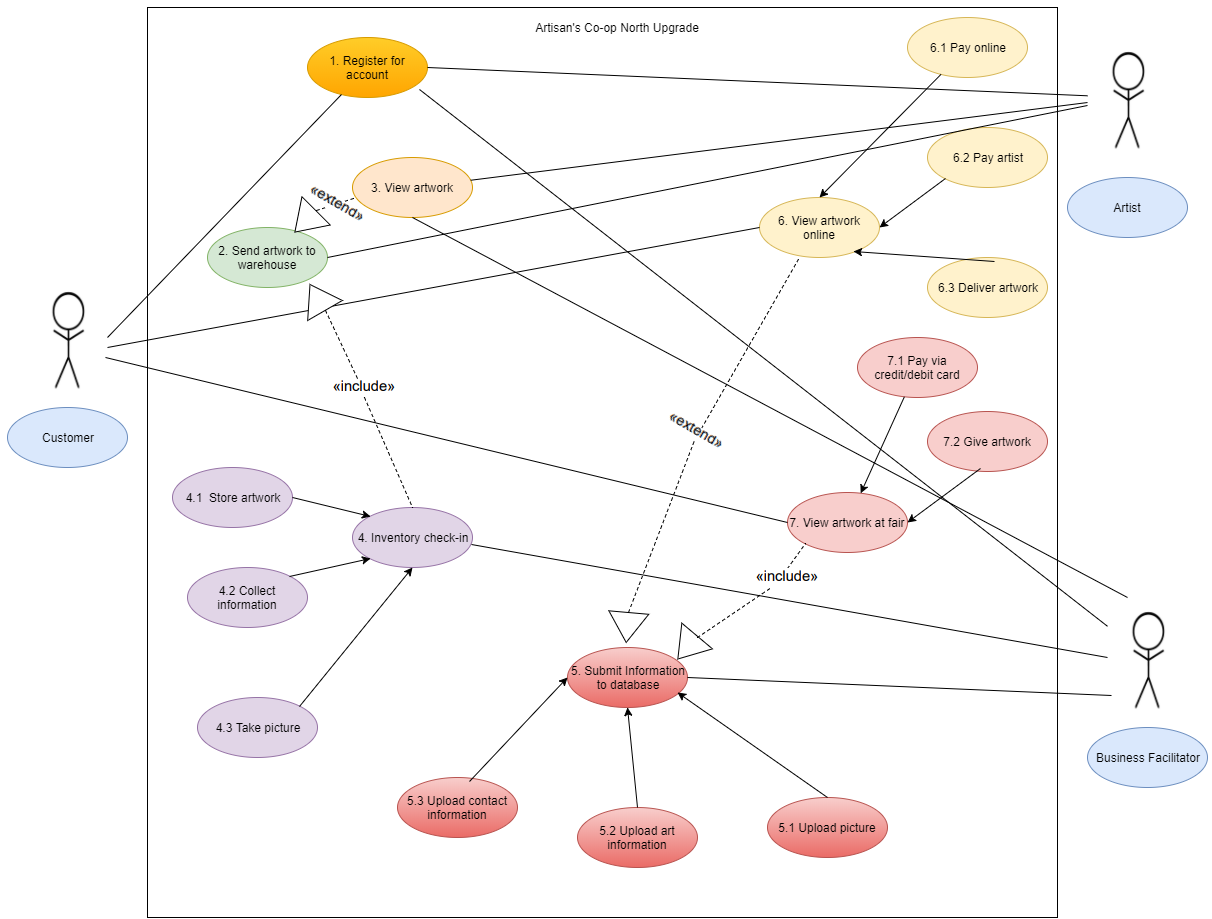 Artisan's Co-op North Upgrade
1. Register for
account
6.1 Pay online
6.2 Pay artist
3. View artwork
«extend»
Artist
6. View artwork
online
2. Send artwork to
warehouse
6.3 Deliver artwork
7.1 Pay via
credit/debit card
«include»
«extend»
Customer
7.2 Give artwork
4.1  Store artwork
7. View artwork at fair
4. Inventory check-in
«include»
4.2 Collect
information
5. Submit Information
to database
4.3 Take picture
Business Facilitator
5.3 Upload contact
information
5.2 Upload art
information
5.1 Upload picture